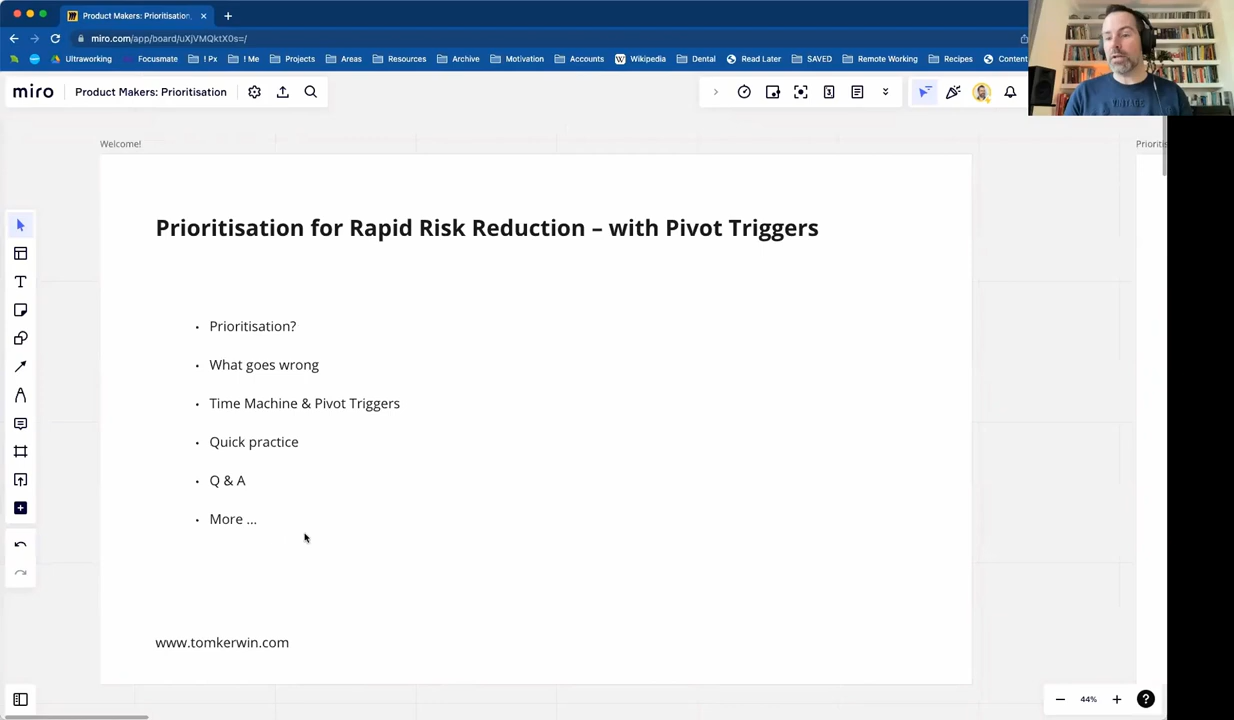 Product Makers: Prioritisation
miro.com/app/board/uXjVMQktX0s=/
Ultraworking
Focusmate
! Px
! Me
Projects
Areas
Resources
Archive
Motivation
Accounts
Wikipedia
Dental
Read Later
SAVED
Remote Working
Recipes
Content
miro
Product Makers: Prioritisation
Welcome!
Prioritis
Prioritisation for Rapid Risk Reduction – with Pivot Triggers
• Prioritisation?
• What goes wrong
• Time Machine & Pivot Triggers
• Quick practice
• Q & A
• More ...
www.tomkerwin.com
44%
VINTAGE